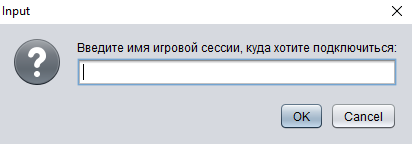 Input
Введите имя игровой сессии, куда хотите подключиться:
OK Cancel